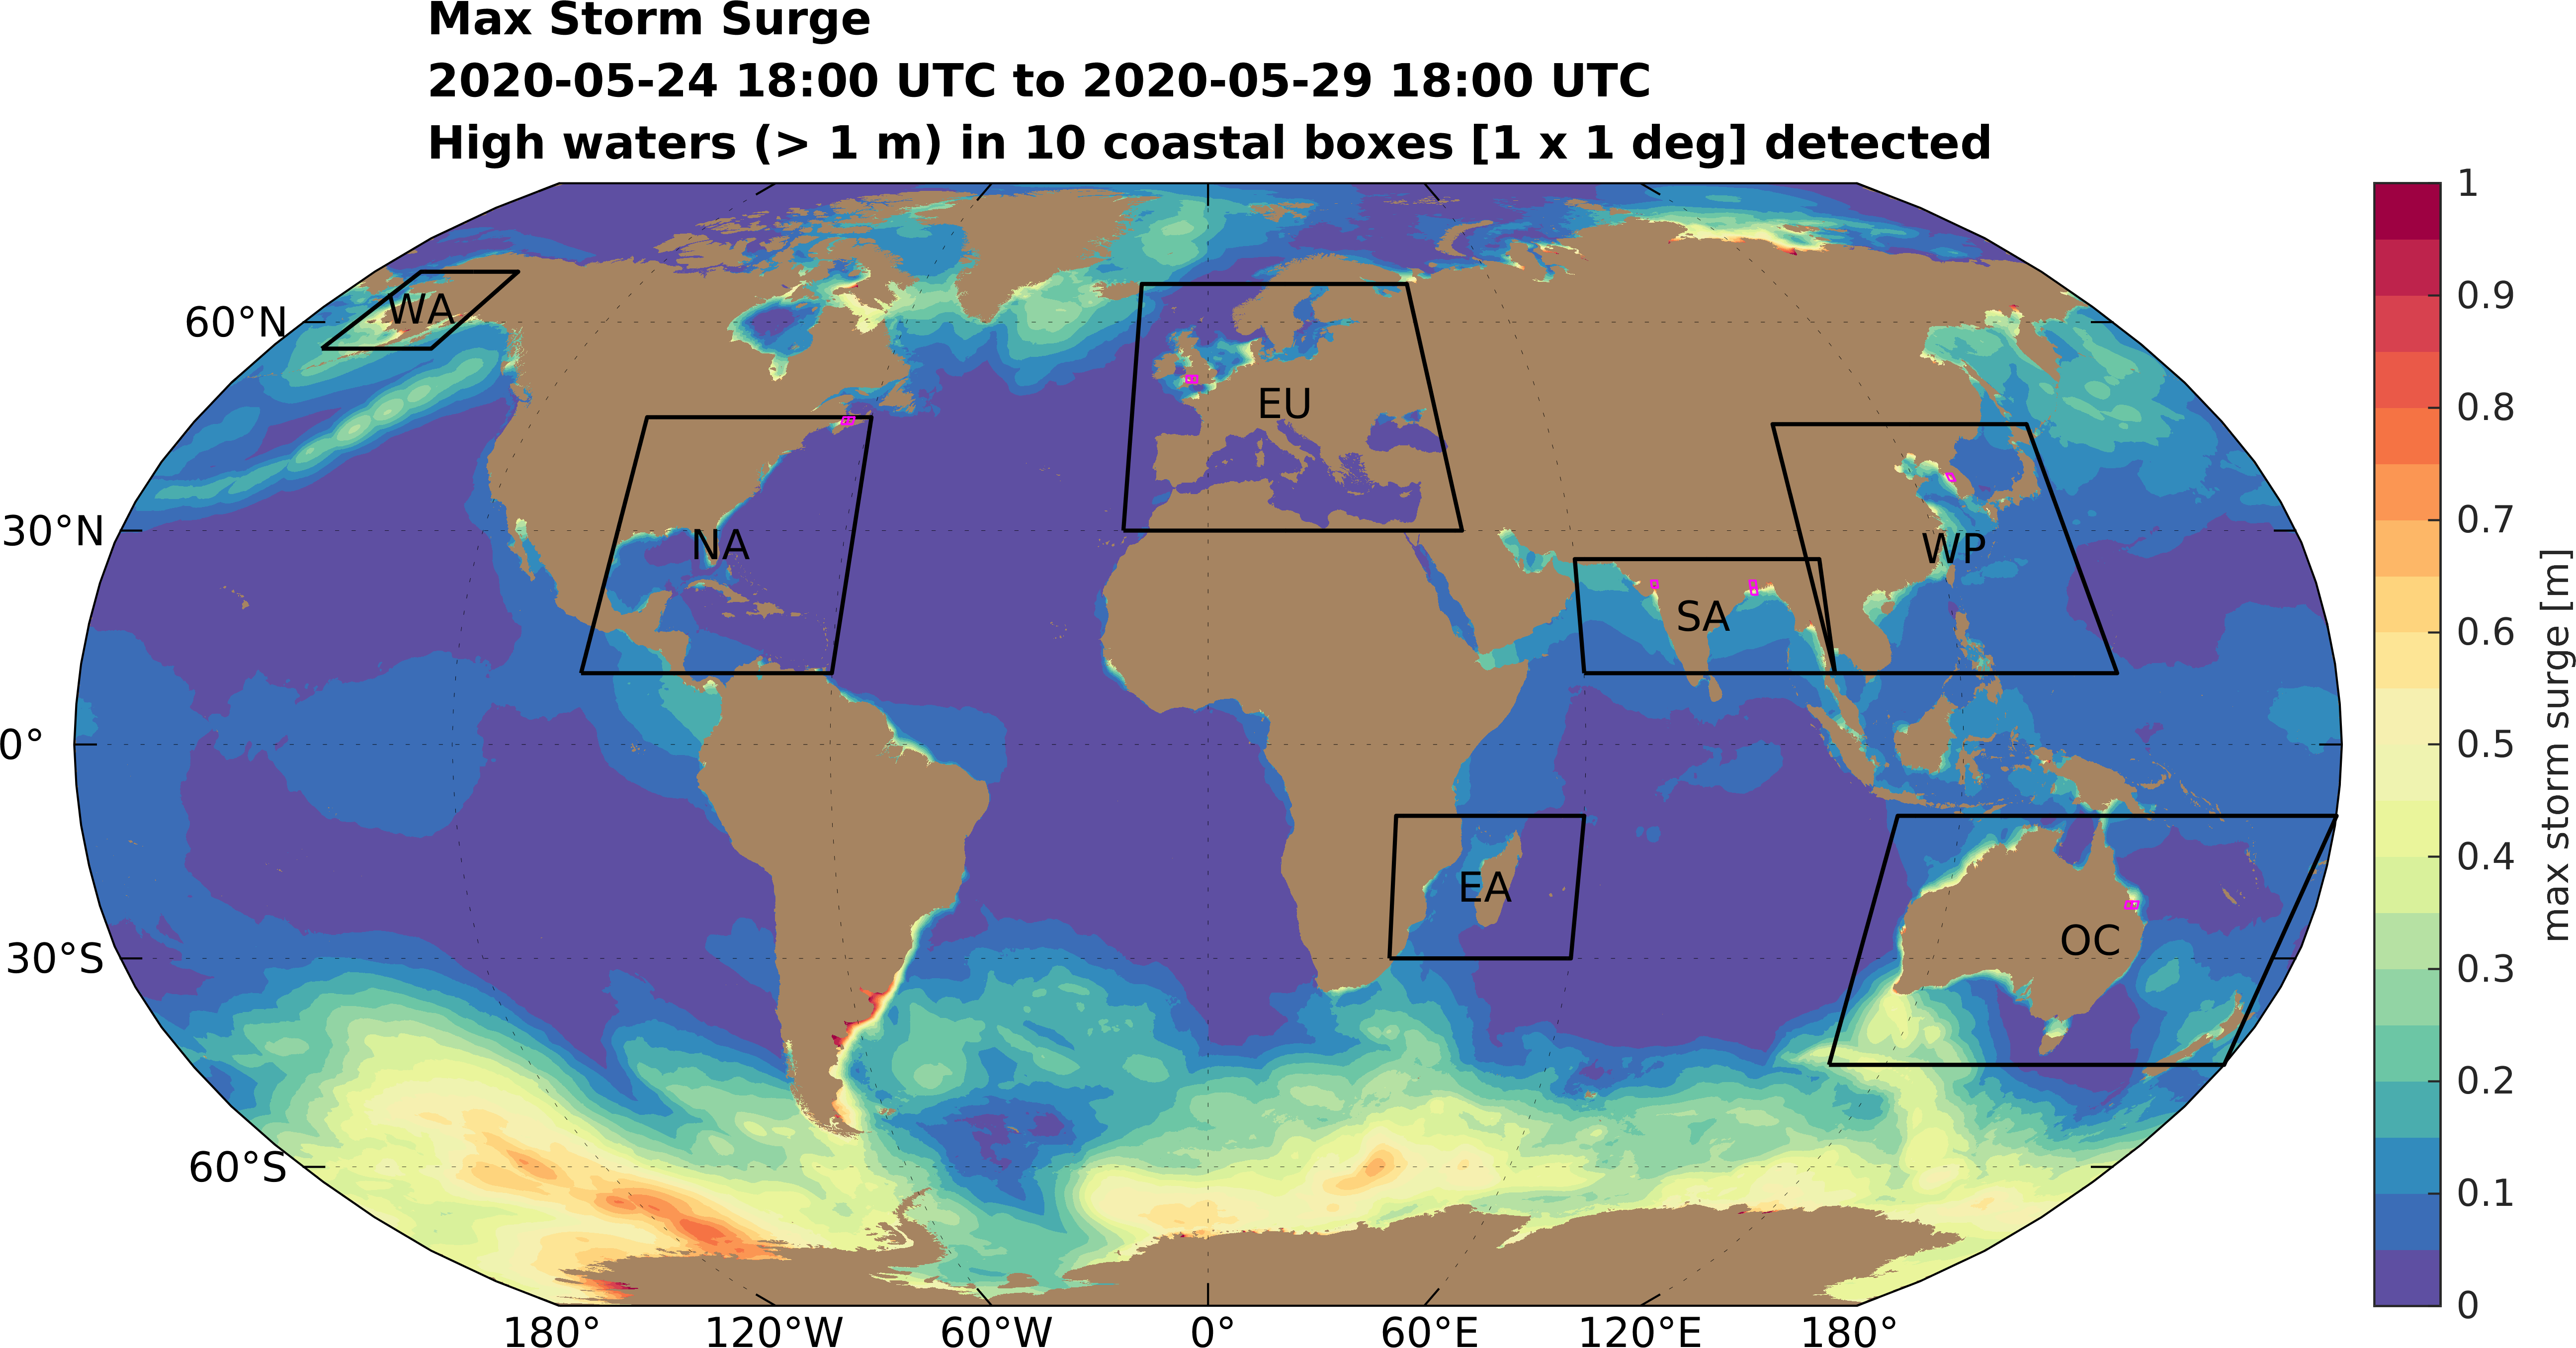 Max Storm Surge
2020-05-24 18:00 UTC to 2020-05-29 18:00 UTC
High waters (> 1 m) in 10 coastal boxes [1 x 1 deg] detected
WA
60°N
EU
NA
30°N
WP
SA
0°
EA
OC
30°S
60°S
180°
120°W
60°W
0°
60°E
120°E
180°
1
0.9
0.8
0.7
0.6
0.5
0.4
0.3
0.2
0.1
0
max storm surge [m]